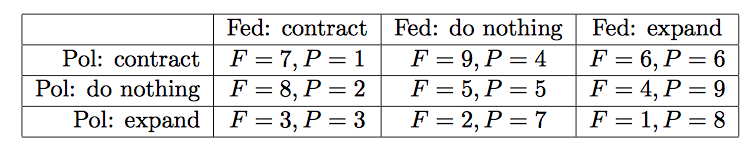 Fed: contract Fed: do nothing Fed: expand
Pol: contract F = 7, P = 1 F = 9, P = 4 F = 6, P = 6
Pol: do nothing F = 8, P = 2 F = 5, P = 5 F = 4, P = 9
Pol: expand F = 3, P = 3 F = 2, P = 7 F = 1, P = 8